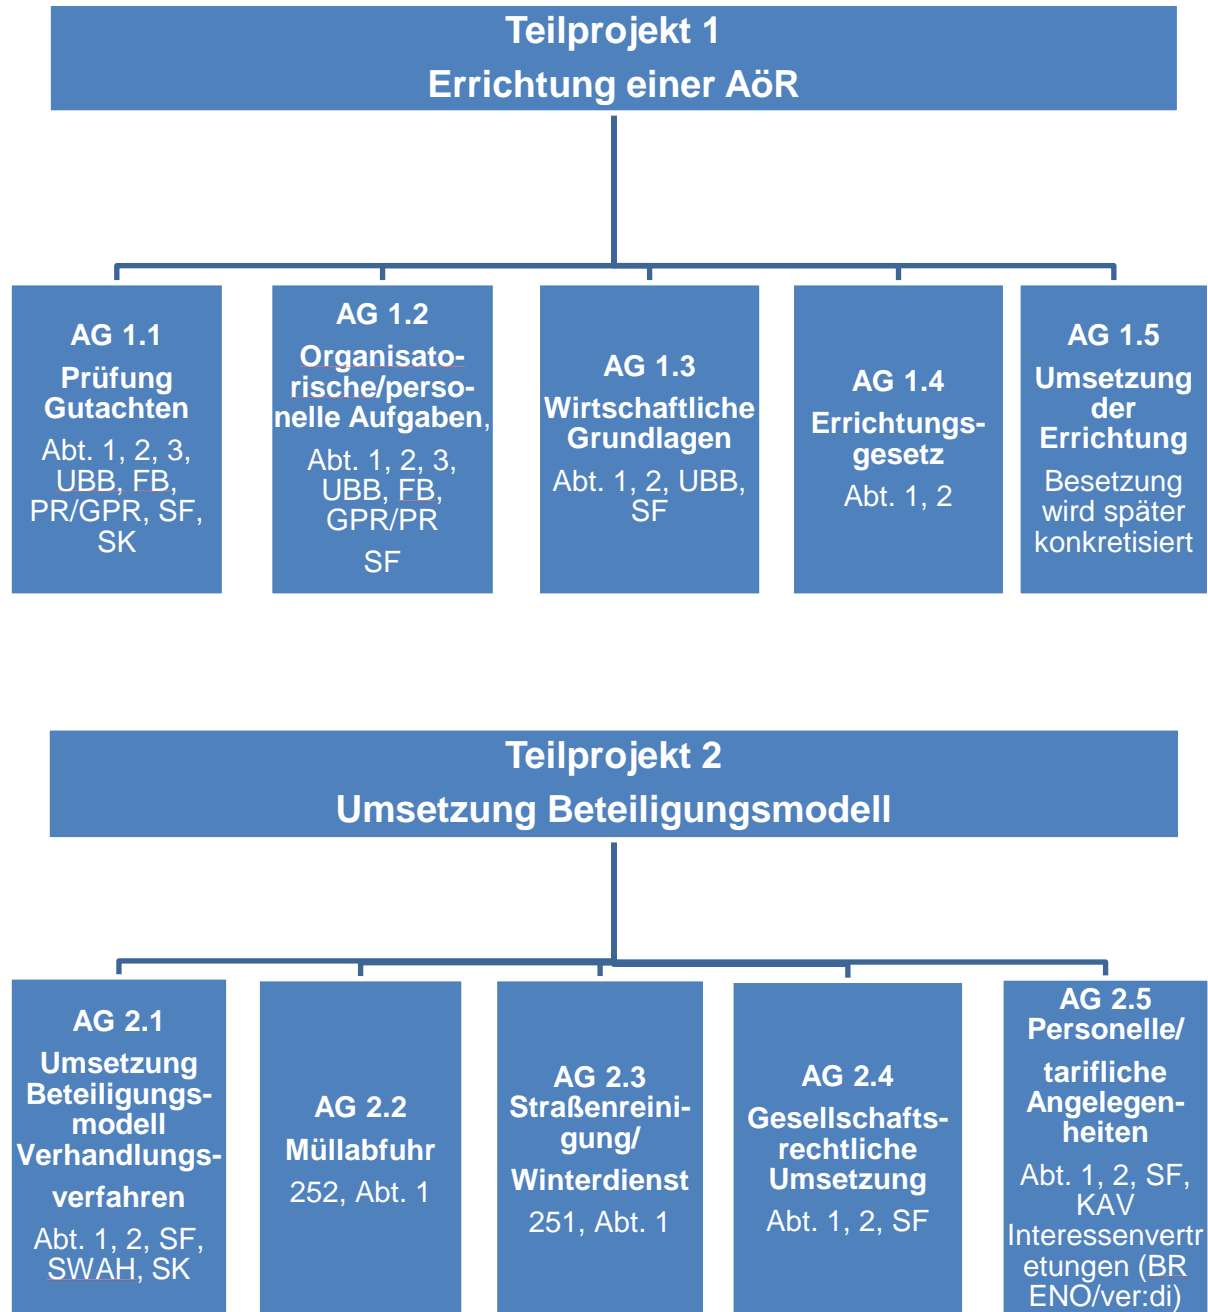 Teilprojekt 1
Errichtung einer AöR
AG 1.1
Prüfung
Gutachten
Abt. 1, 2, 3,
UBB, FB,
PR/GPR, SF,
SK
AG 1.2
Organisato-
rische/perso-
nelle Aufgaben,
Abt. 1, 2, 3,
UBB, FB,
GPR/PR
SF
AG 1.3
Wirtschaftliche
Grundlagen
Abt. 1, 2, UBB,
SF
AG 1.4
Errichtungs-
gesetz
Abt. 1, 2
AG 1.5
Umsetzung
der
Errichtung
Besetzung
wird später
konkretisiert
Teilprojekt 2
Umsetzung Beteiligungsmodell
AG 2.1
Umsetzung
Beteiligungs-
modell
Verhandlungs-
verfahren
Abt. 1, 2, SF,
SWAH, SK
AG 2.2
Müllabfuhr
252, Abt. 1
AG 2.3
Straßenreini-
gung/
Winterdienst
251, Abt. 1
AG 2.4
Gesellschafts-
rechtliche
Umsetzung
Abt. 1, 2, SF
AG 2.5
Personelle/
tarifliche
Angelegen-
heiten
Abt. 1, 2, SF,
KAV
Interessenvertr
etungen (BR
ENO/ver:di)